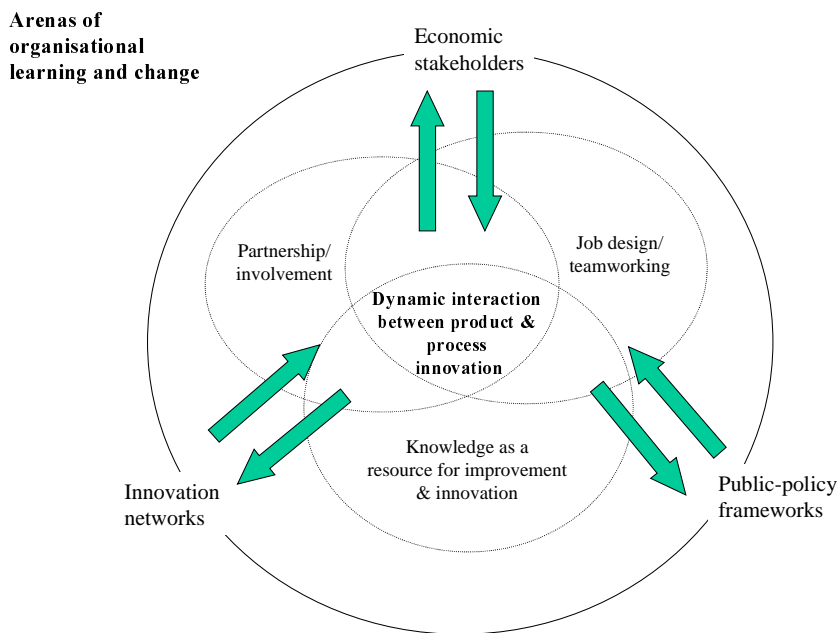 Arenas of
organisational
learning and change
Economic
stakeholders
Partnership/
involvement
Job design/
teamworking
Dynamic interaction
between product &
process
innovation
Knowledge as a
resource for improvement
& innovation
Innovation
networks
Public-policy
frameworks